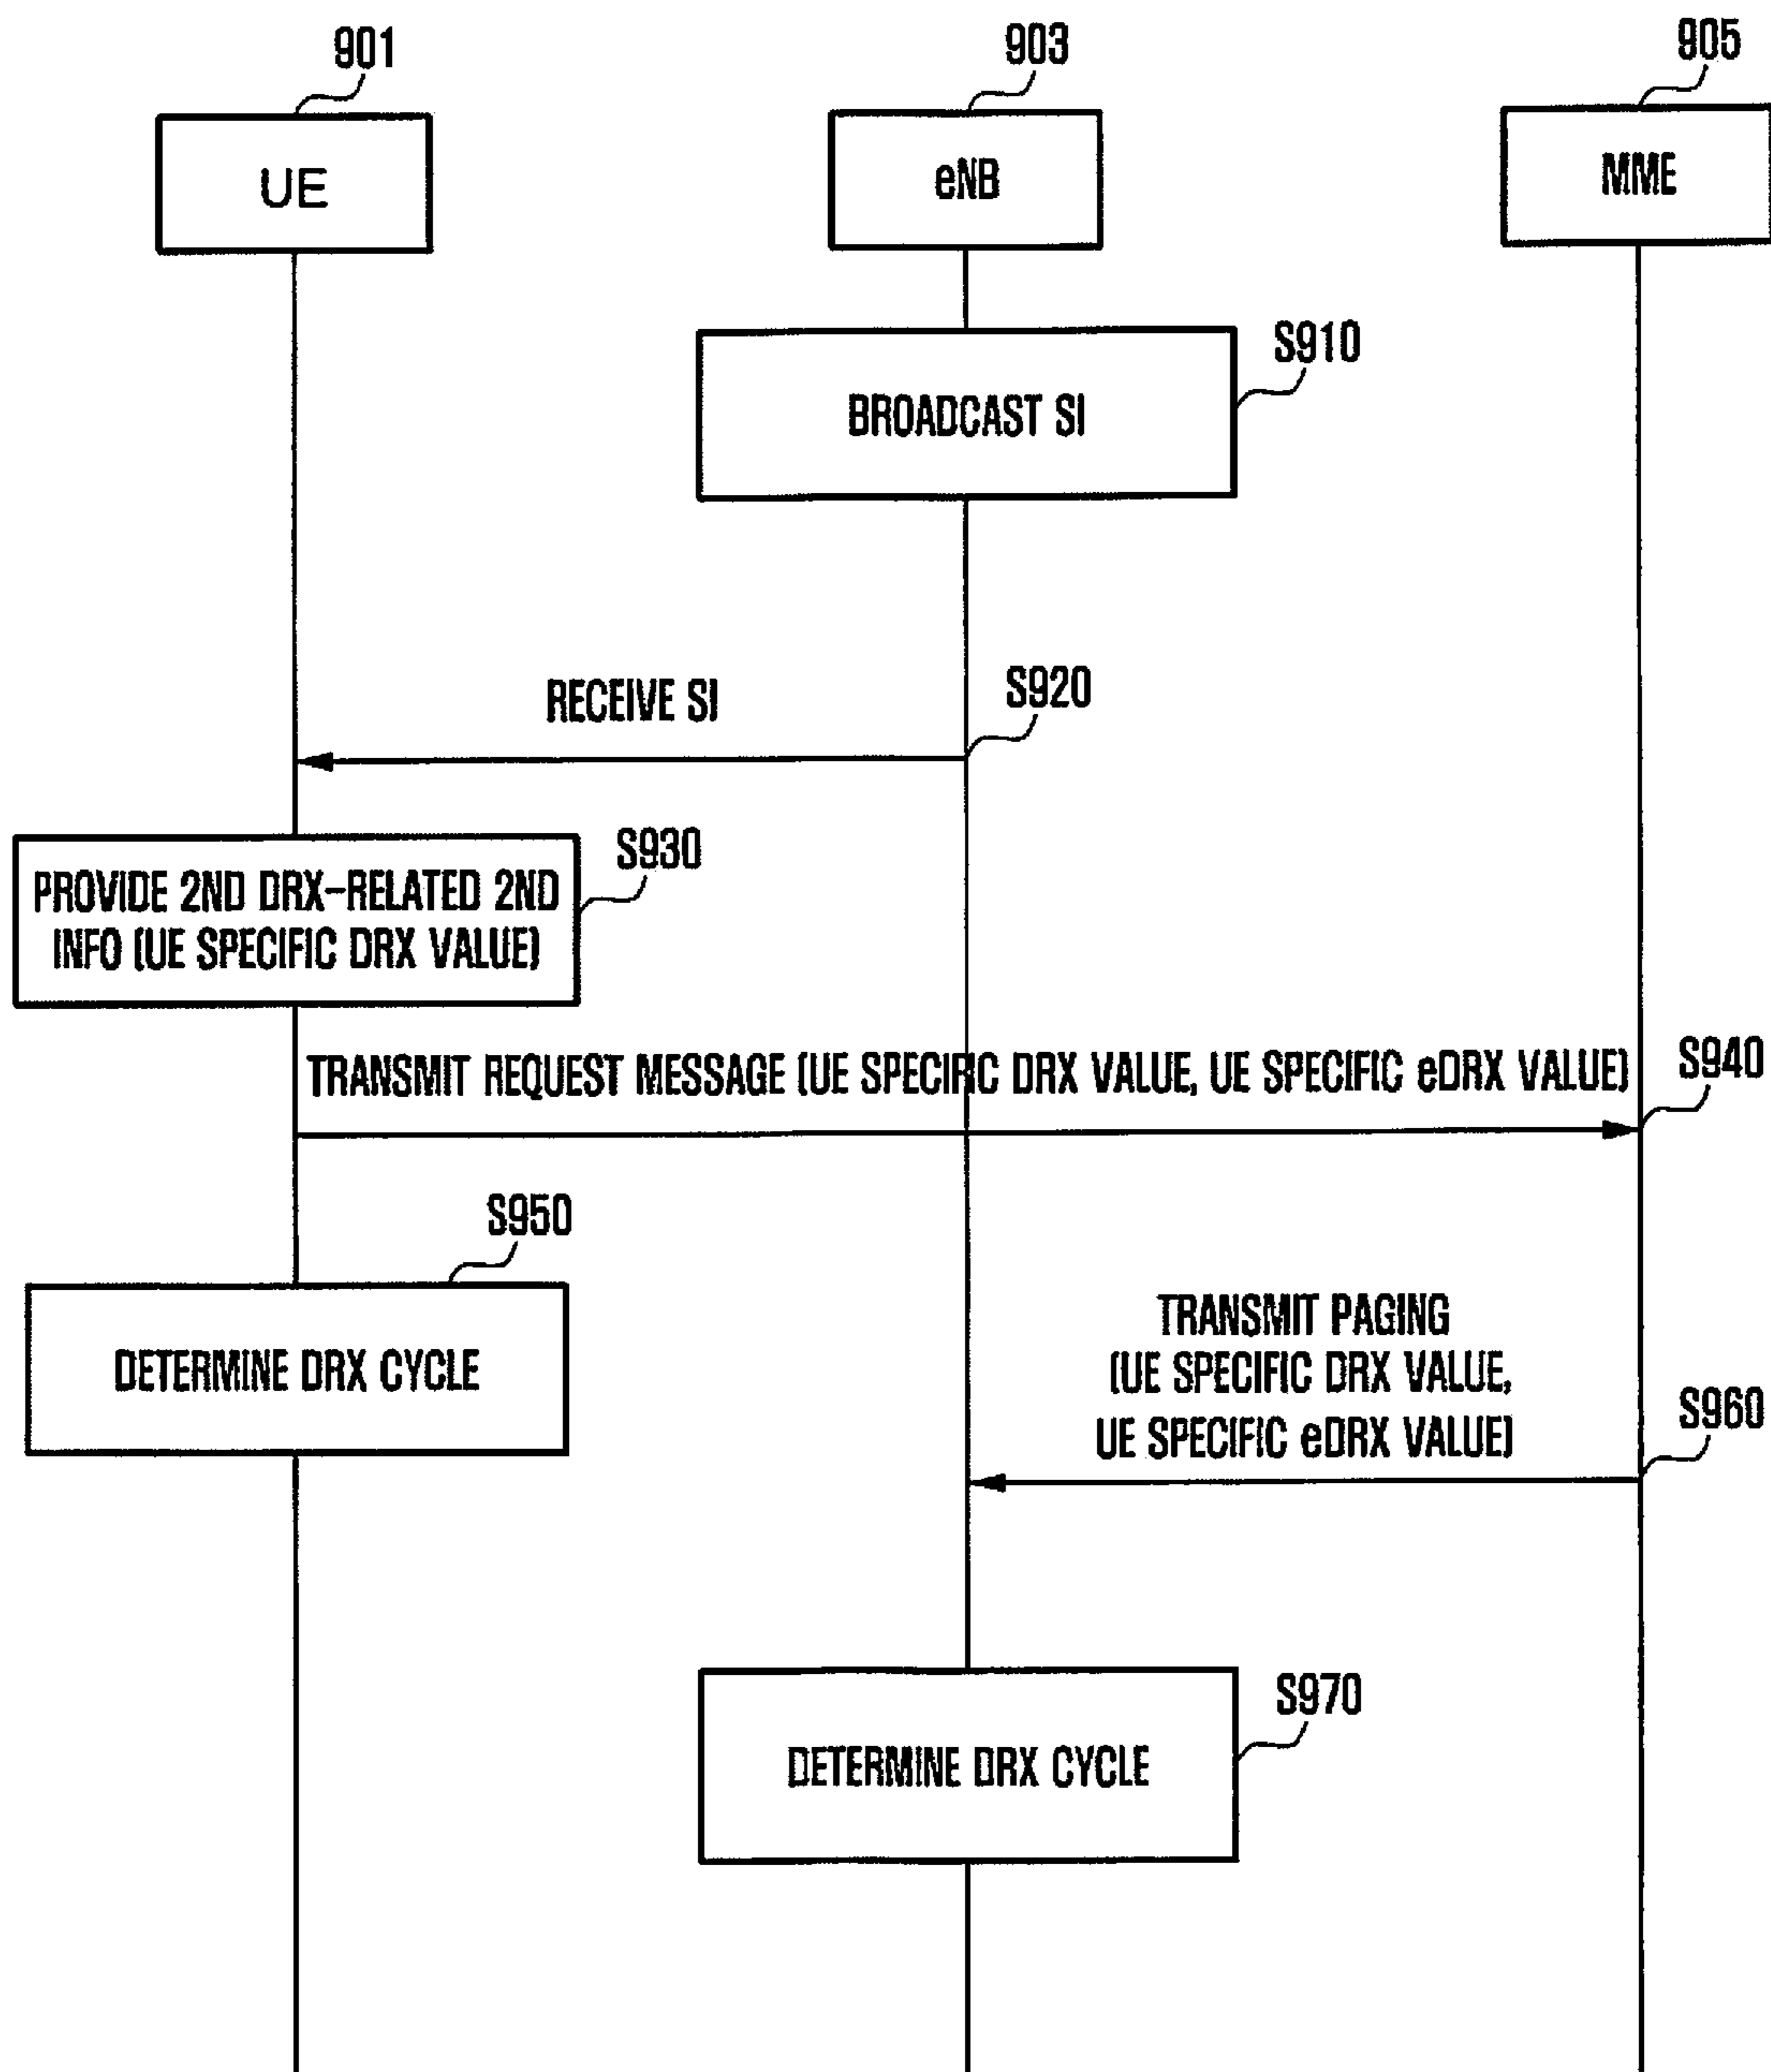 901
903
905
UE
eNB
MME
S910
BROADCAST SI
S920
RECEIVE SI
S930
PROVIDE 2ND DRX-RELATED 2ND
INFO (UE SPECIFIC DRX VALUE)
TRANSMIT REQUEST MESSAGE (UE SPECIFIC DRX VALUE, UE SPECIFIC eDRX VALUE)
S940
S950
DETERMINE DRX CYCLE
TRANSMIT PAGING
(UE SPECIFIC DRX VALUE,
UE SPECIFIC eDRX VALUE)
S960
S970
DETERMINE DRX CYCLE